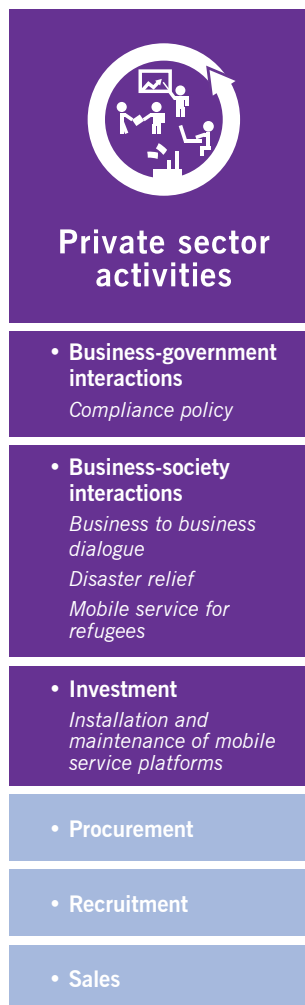 Private sector
activities
• Business-government
interactions
Compliance policy
• Business-society
interactions
Business to business
dialogue
Disaster relief
Mobile service for
refugees
• Investment
Installation and
maintenance of mobile
service platforms
• Procurement
• Recruitment
• Sales